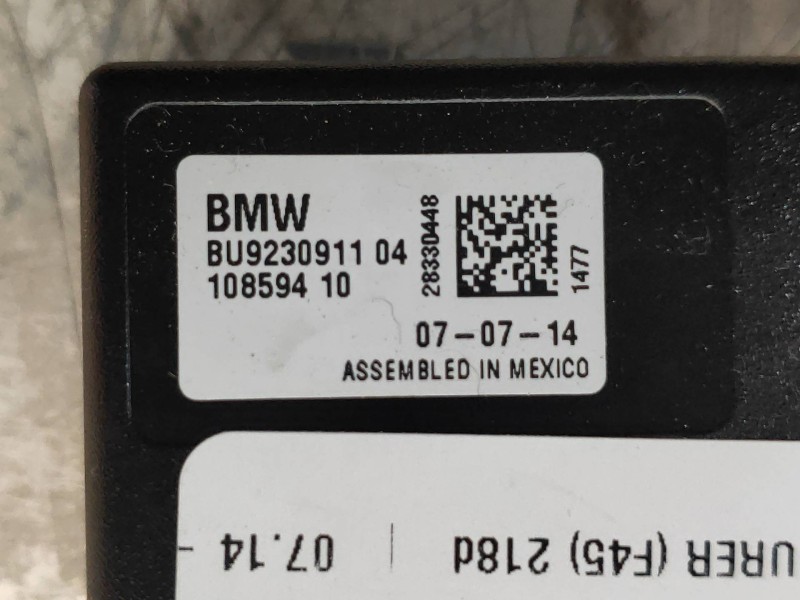 BMW
BU9230911 04
108594 10
28330448
1477
07-07-14
ASSEMBLED IN MEXICO
URER (F45) 218d | 07.14 -